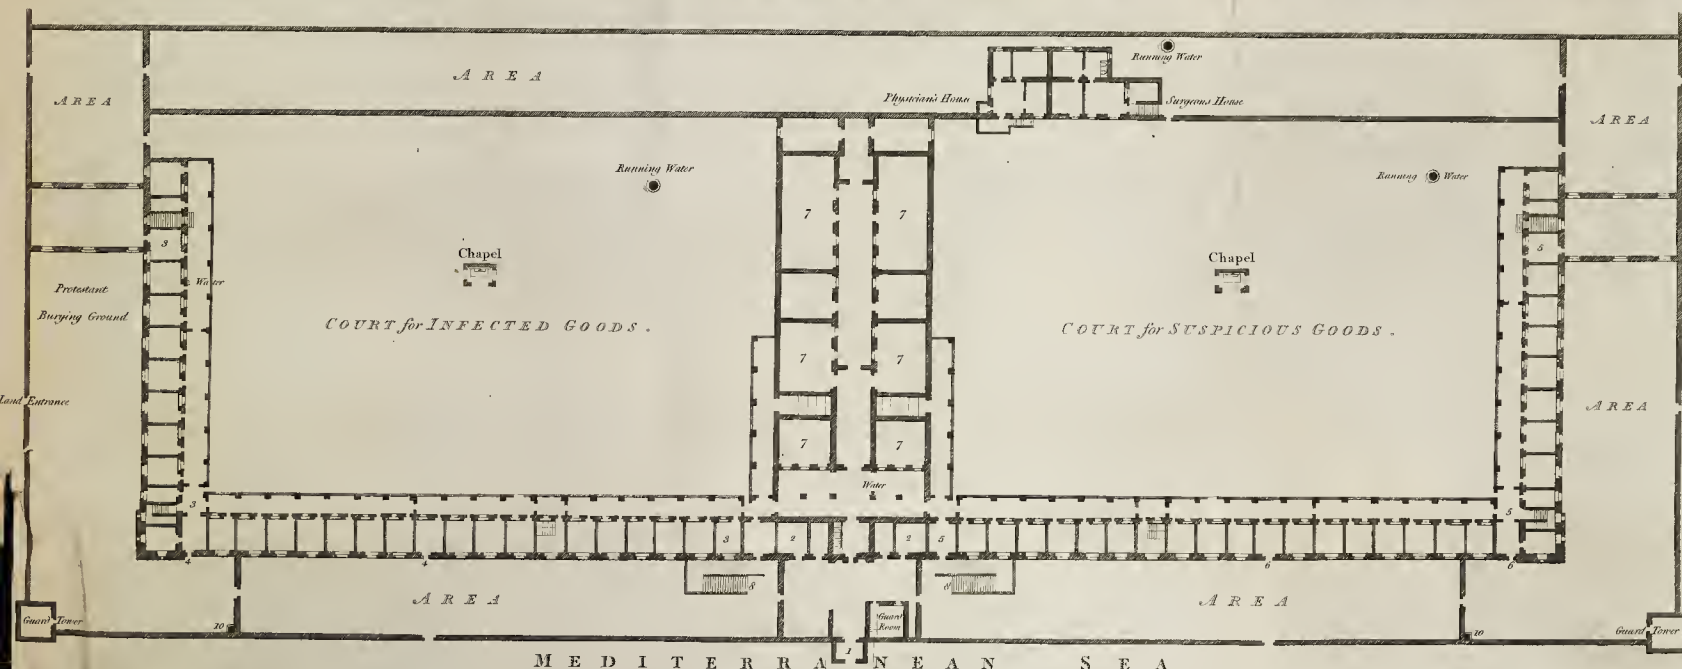 AREA
Running Water
AREA
Physician's House
Surgeons House
AREA
Running Water
Running Water
7
7
3
5
Chapel
Chapel
Water
Protestant
Burying Ground
COURT for INFECTED GOODS.
COURT for SUSPICIOUS GOODS.
7
7
Land Entrance
AREA
7
7
Water
3
5
3
2
2
5
4
4
6
6
8
8
AREA
AREA
Guard Tower
10
Guard
Room
10
Guard Tower
1
MEDITERRANEAN SEA